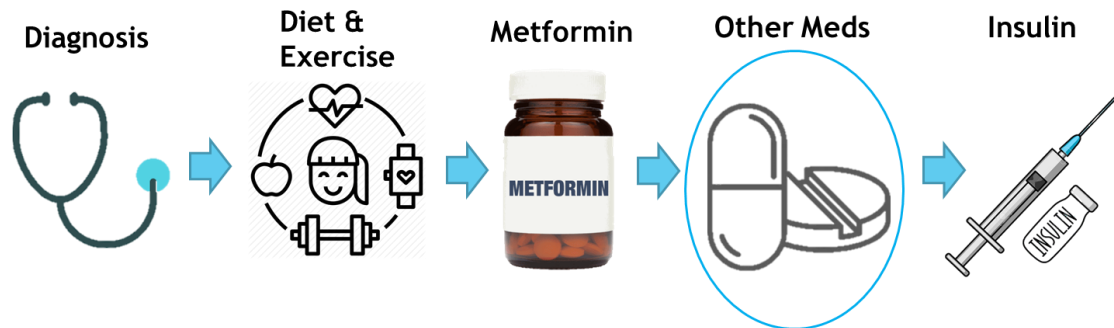 Diagnosis
Diet &
Exercise
Metformin
Other Meds
Insulin
METFORMIN
INSULIN